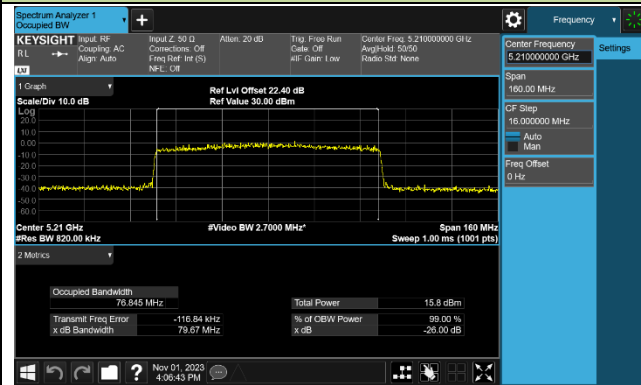 Spectrum Analyzer 1
Occupied BW
Frequency
KEYSIGHT
RL
LXI
Input: RF
Coupling: AC
Align: Auto
Input Z: 50 Ω
Corrections: Off
Freq Ref: Int (S)
NFE: Off
Atten: 20 dB
Trig: Free Run
Gate: Off
#IF Gain: Low
Center Freq: 5.210000000 GHz
Avg|Hold: 50/50
Radio Std: None
Center Frequency
5.210000000 GHz
Settings
Span
160.00 MHz
CF Step
16.000000 MHz
Auto
Man
Freq Offset
0 Hz
1 Graph
Scale/Div 10.0 dB
Ref Lvl Offset 22.40 dB
Ref Value 30.00 dBm
Log
20.0
10.0
0.00
-10.0
-20.0
-30.0
-40.0
-50.0
-60.0
Center 5.21 GHz
#Res BW 820.00 kHz
#Video BW 2.7000 MHz*
Span 160 MHz
Sweep 1.00 ms (1001 pts)
2 Metrics
Occupied Bandwidth
76.845 MHz
Total Power 15.8 dBm
Transmit Freq Error -116.84 kHz
% of OBW Power 99.00 %
x dB Bandwidth 79.67 MHz
x dB -26.00 dB
?
Nov 01, 2023
4:06:43 PM